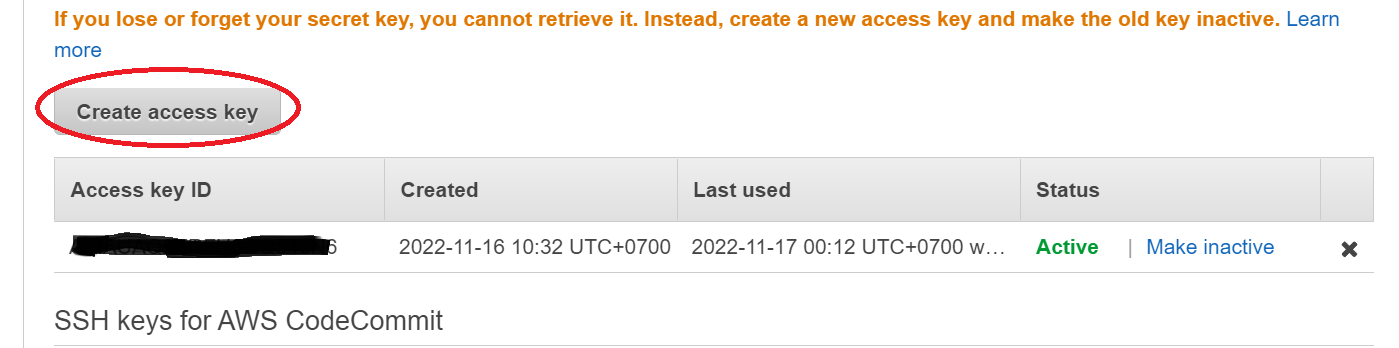 If you lose or forget your secret key, you cannot retrieve it. Instead, create a new access key and make the old key inactive. Learn
more
Create access key
Access key ID Created Last used Status
2022-11-16 10:32 UTC+0700 2022-11-17 00:12 UTC+0700 w… Active | Make inactive
SSH keys for AWS CodeCommit